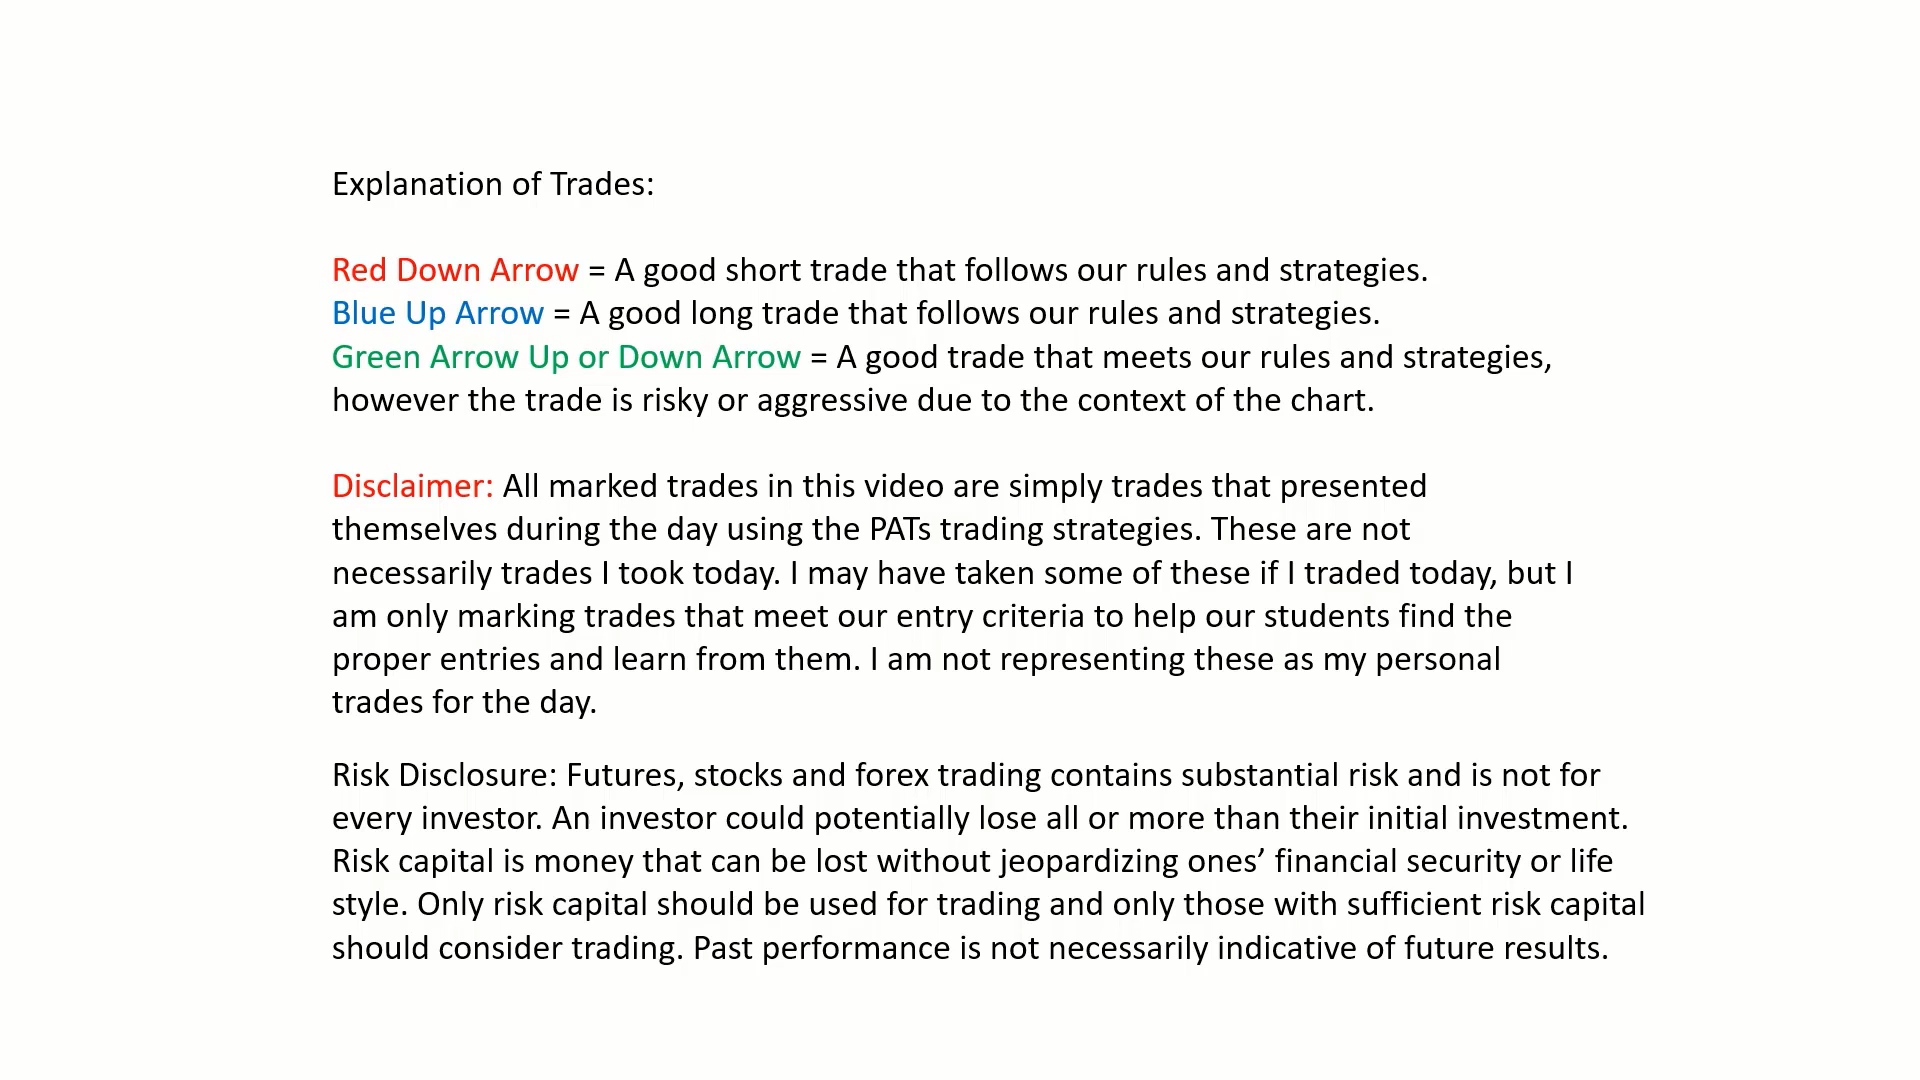 Explanation of Trades:
Red Down Arrow = A good short trade that follows our rules and strategies.
Blue Up Arrow = A good long trade that follows our rules and strategies.
Green Arrow Up or Down Arrow = A good trade that meets our rules and strategies,
however the trade is risky or aggressive due to the context of the chart.
Disclaimer: All marked trades in this video are simply trades that presented
themselves during the day using the PATs trading strategies. These are not
necessarily trades I took today. I may have taken some of these if I traded today, but I
am only marking trades that meet our entry criteria to help our students find the
proper entries and learn from them. I am not representing these as my personal
trades for the day.
Risk Disclosure: Futures, stocks and forex trading contains substantial risk and is not for
every investor. An investor could potentially lose all or more than their initial investment.
Risk capital is money that can be lost without jeopardizing ones’ financial security or life
style. Only risk capital should be used for trading and only those with sufficient risk capital
should consider trading. Past performance is not necessarily indicative of future results.